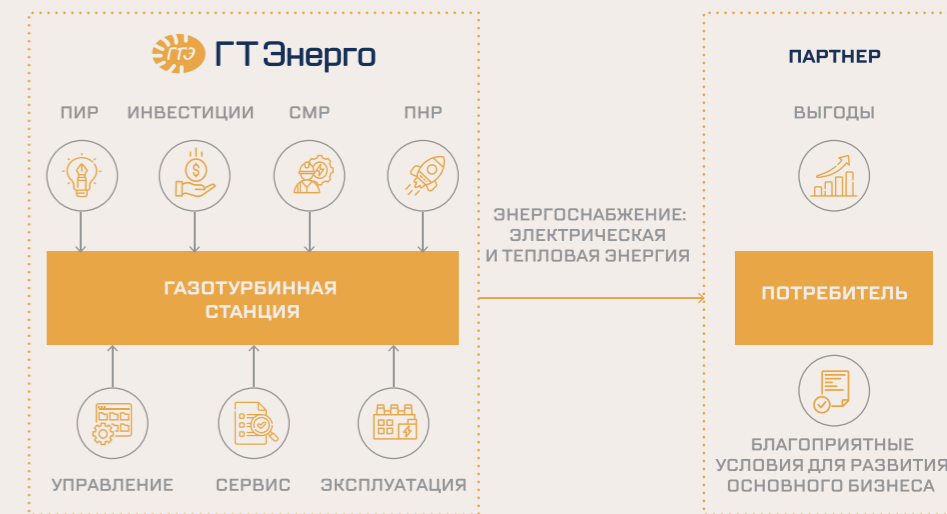 ГТЭ ГТ Энерго
ПИР ИНВЕСТИЦИИ СМР ПНР
$
ГАЗОТУРБИННАЯ
СТАНЦИЯ
УПРАВЛЕНИЕ СЕРВИС ЭКСПЛУАТАЦИЯ
ЭНЕРГОСНАБЖЕНИЕ:
ЭЛЕКТРИЧЕСКАЯ
И ТЕПЛОВАЯ ЭНЕРГИЯ
ПАРТНЕР
ВЫГОДЫ
ПОТРЕБИТЕЛЬ
БЛАГОПРИЯТНЫЕ
УСЛОВИЯ ДЛЯ РАЗВИТИЯ
ОСНОВНОГО БИЗНЕСА